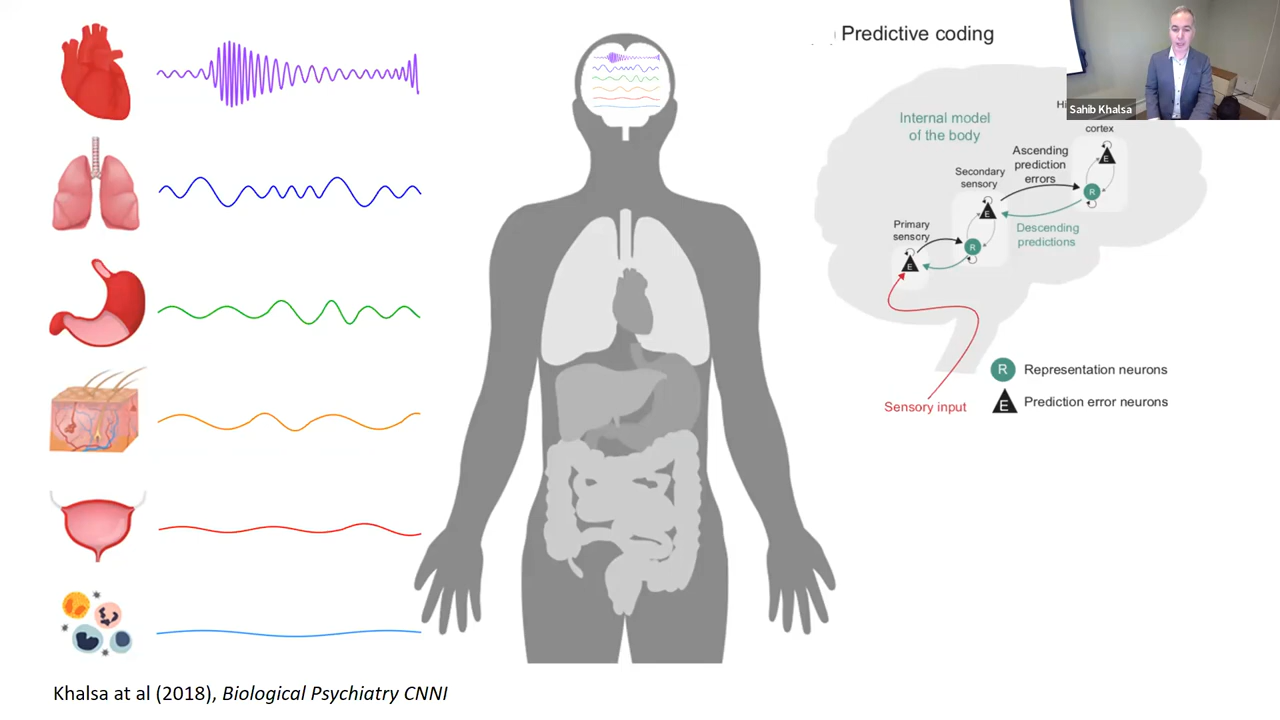 Predictive coding
Sahib Khalsa
Internal model
of the body
cortex
Ascending
prediction
errors
E
Secondary
sensory
R
E
Primary
sensory
Descending
predictions
R
E
R
Representation neurons
E
Prediction error neurons
Sensory input
Khalsa at al (2018), Biological Psychiatry CNNI